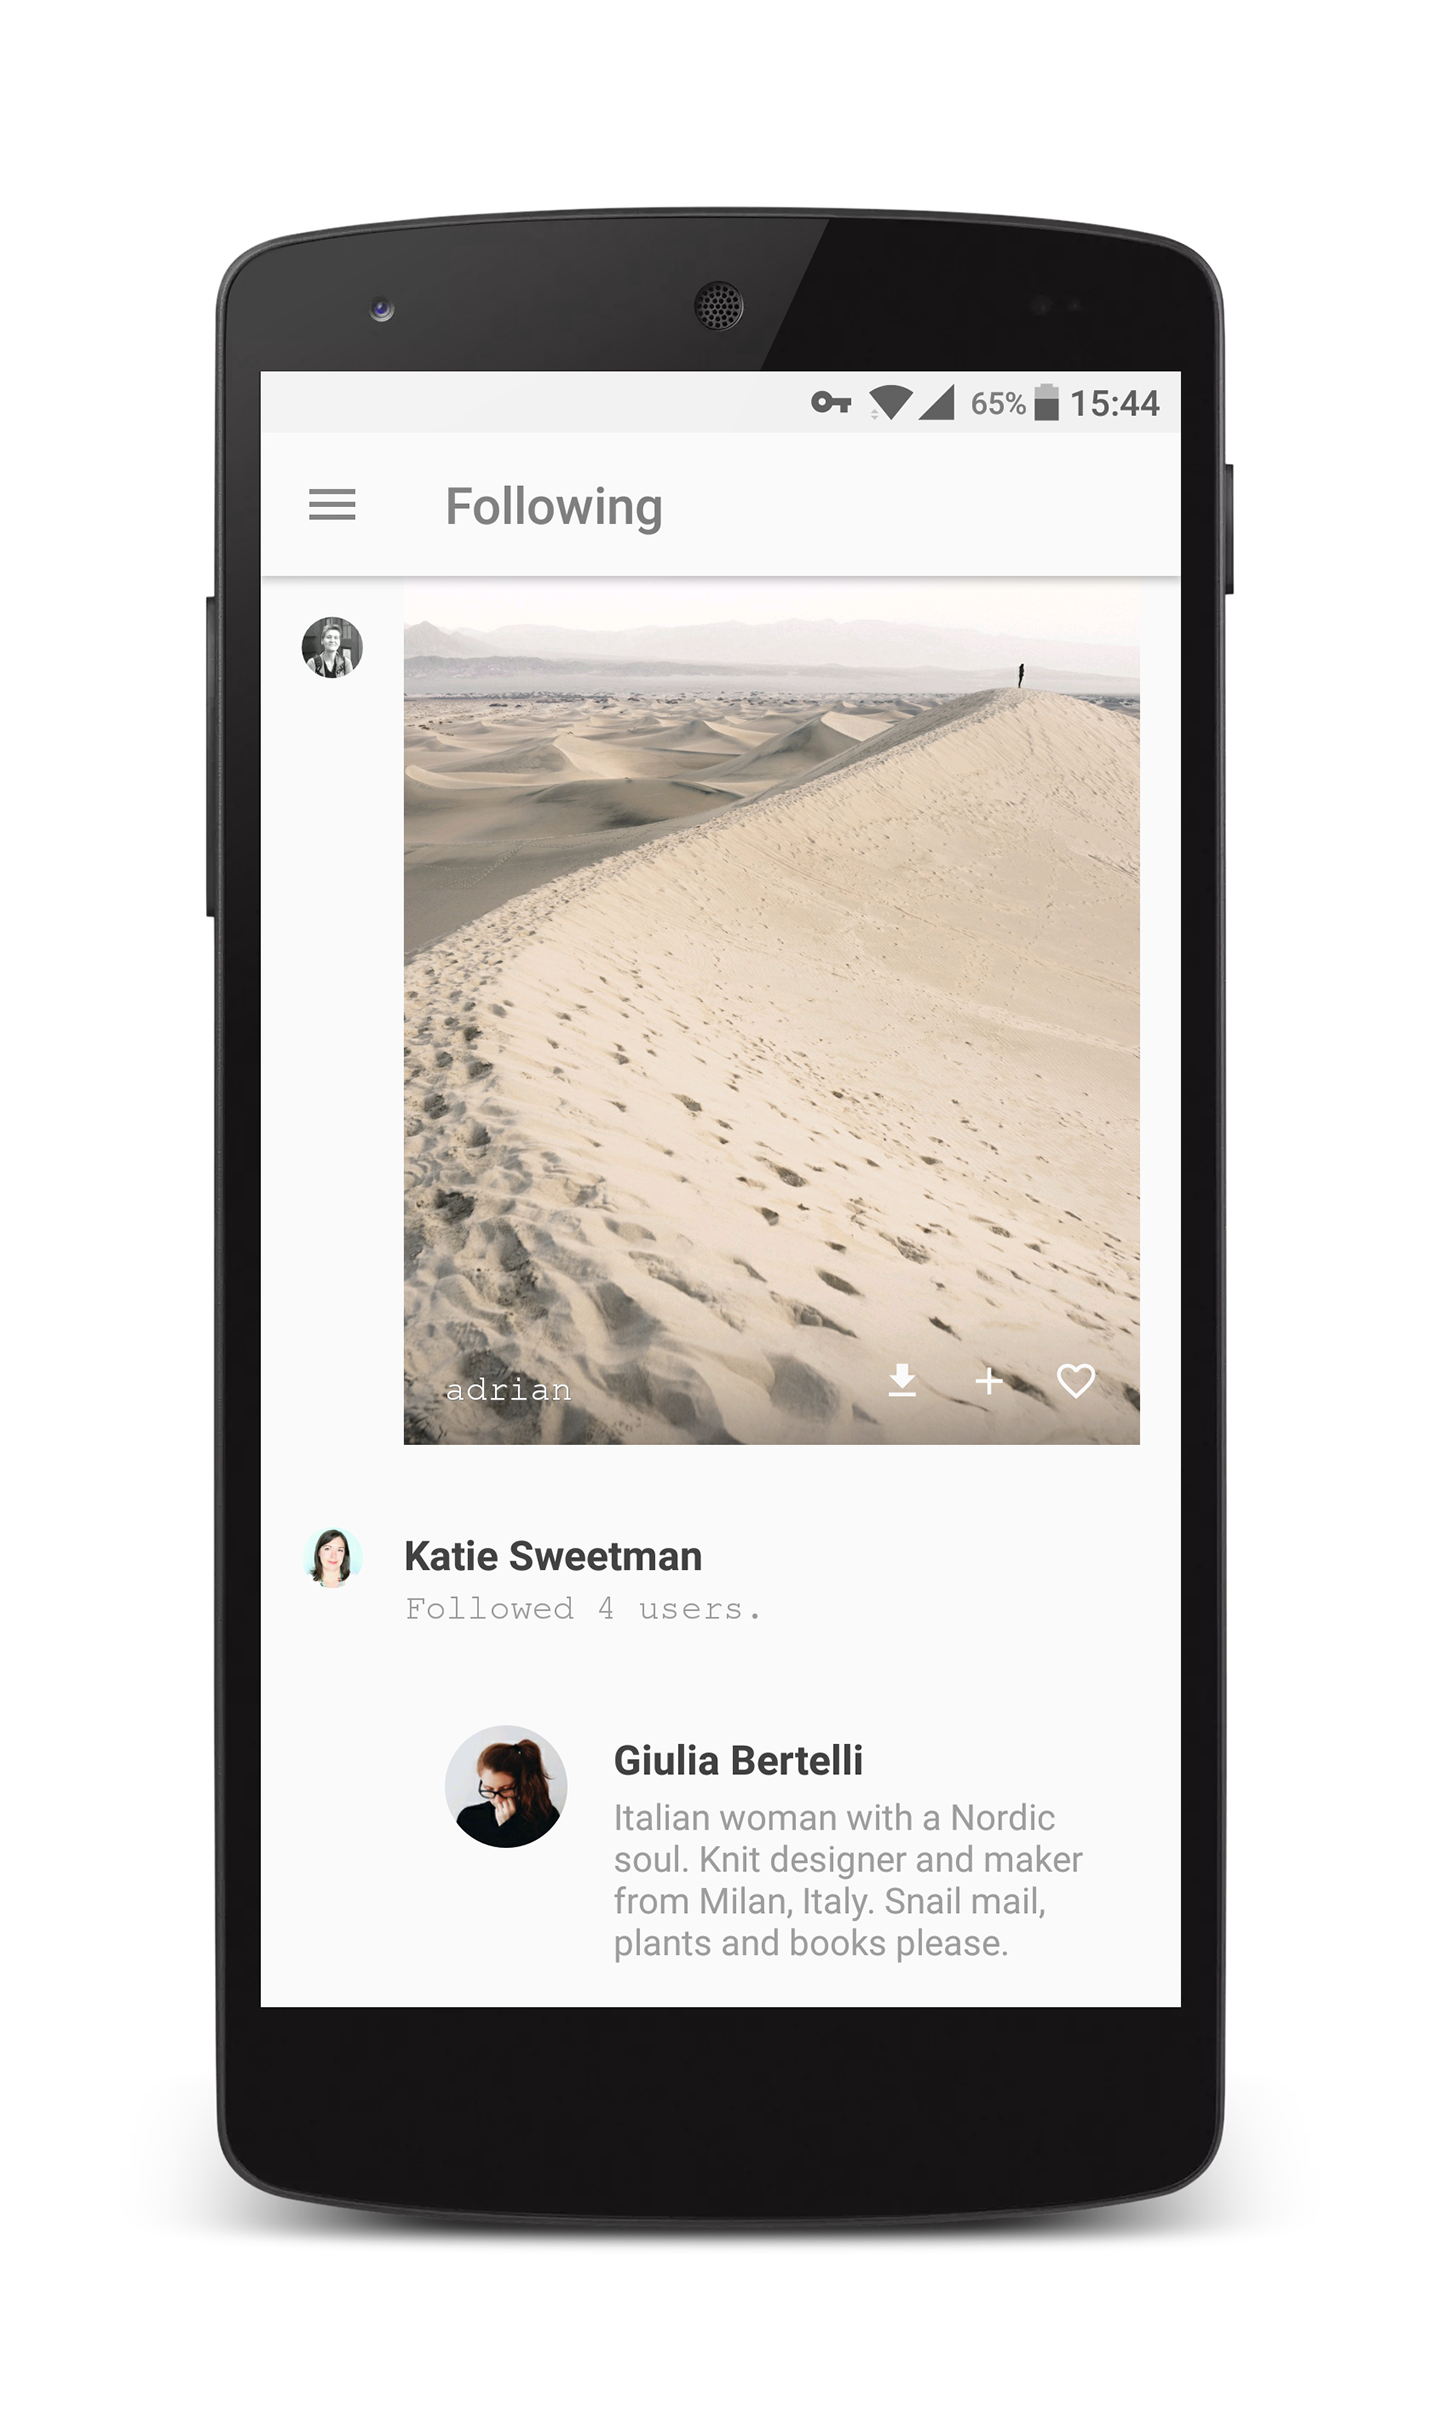 65% 15:44
Following
adrian
Katie Sweetman
Followed 4 users.
Giulia Bertelli
Italian woman with a Nordic
soul. Knit designer and maker
from Milan, Italy. Snail mail,
plants and books please.